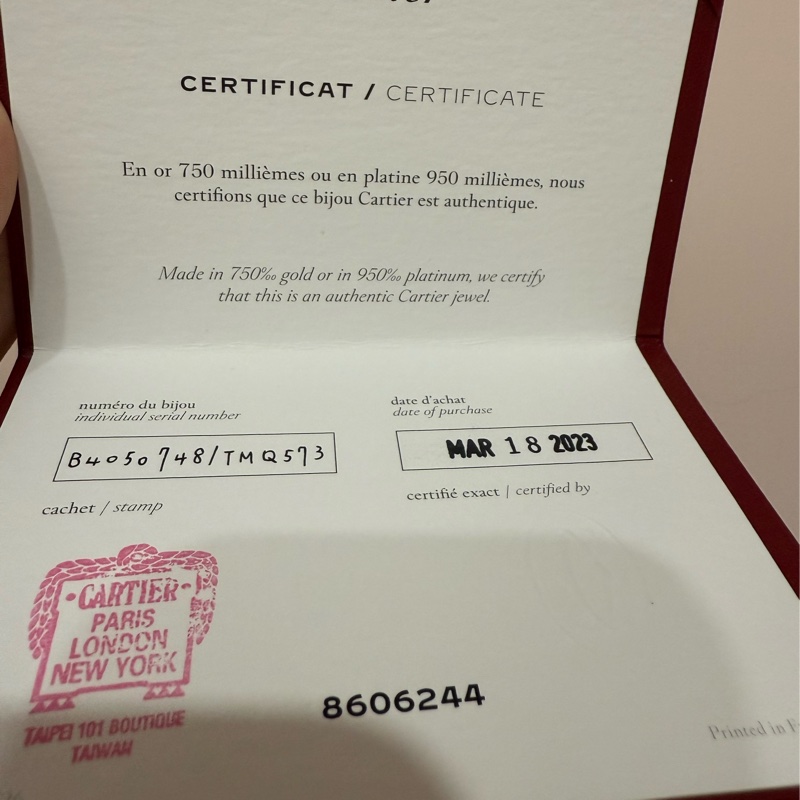 CERTIFICAT / CERTIFICATE
En or 750 millièmes ou en platine 950 millièmes, nous
certifions que ce bijou Cartier est authentique.
Made in 750‰ gold or in 950‰ platinum, we certify
that this is an authentic Cartier jewel.
numéro du bijou
individual serial number
B4050748/TMQ573
date d'achat
date of purchase
MAR 18 2023
cachet / stamp
certifié exact | certified by
CARTIER
PARIS
LONDON
NEW YORK
TAIPEI 101 BOUTIQUE
TAIWAN
8606244
Printed in